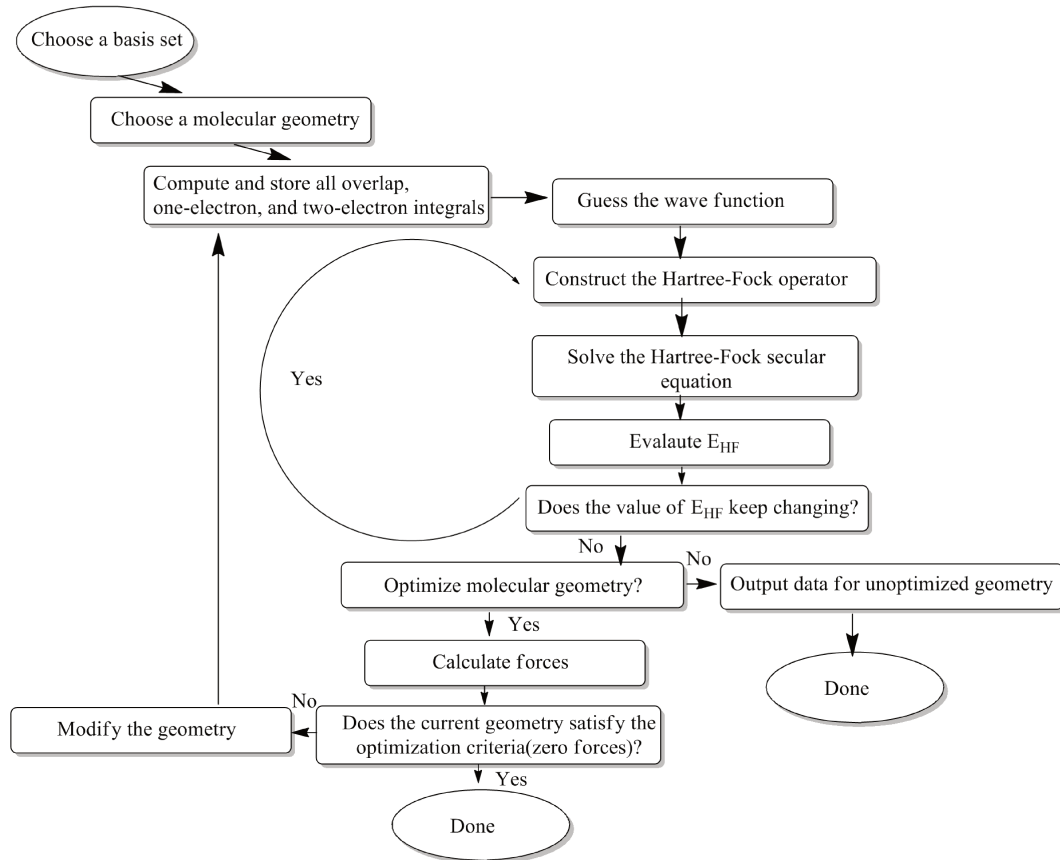 Choose a basis set
Choose a molecular geometry
Compute and store all overlap,
one-electron, and two-electron integrals
Guess the wave function
Construct the Hartree-Fock operator
Solve the Hartree-Fock secular
equation
Yes
Evalaute E_HF
Does the value of E_HF keep changing?
No
Optimize molecular geometry?
No
Output data for unoptimized geometry
Yes
Done
Calculate forces
Does the current geometry satisfy the
optimization criteria(zero forces)?
No
Modify the geometry
Yes
Done